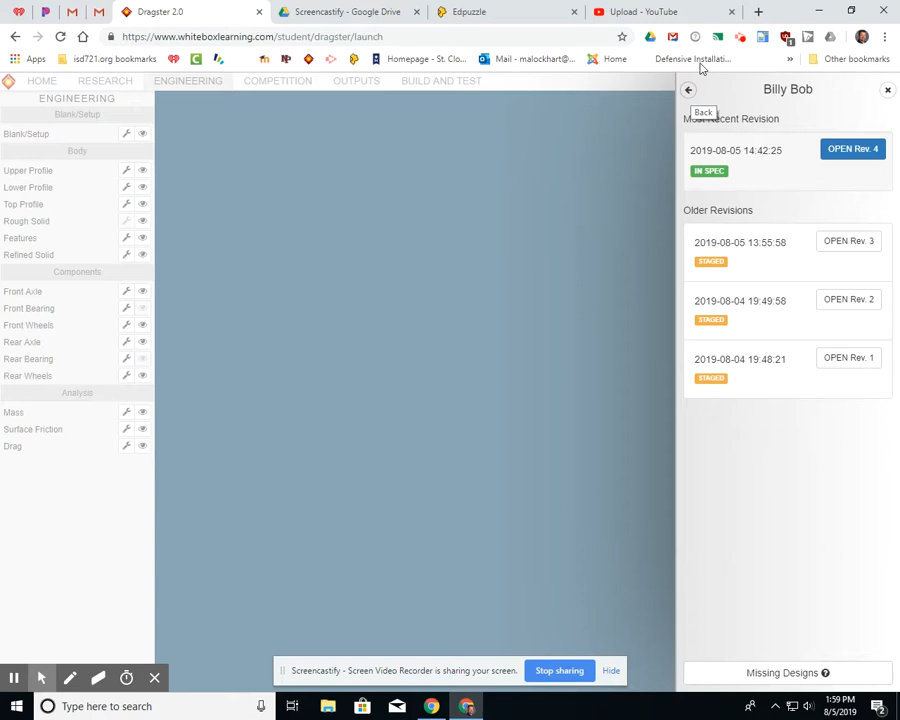 Dragster 2.0
Screencastify - Google Drive
Edpuzzle
Upload - YouTube
https://www.whiteboxlearning.com/student/dragster/launch
Apps
isd721.org bookmarks
Homepage - St. Clo...
Mail - malockhart@...
Home
Defensive Installati...
Other bookmarks
HOME
RESEARCH
ENGINEERING
COMPETITION
OUTPUTS
BUILD AND TEST
ENGINEERING
Blank/Setup
Blank/Setup
Body
Upper Profile
Lower Profile
Top Profile
Rough Solid
Features
Refined Solid
Components
Front Axle
Front Bearing
Front Wheels
Rear Axle
Rear Bearing
Rear Wheels
Analysis
Mass
Surface Friction
Drag
Billy Bob
Back
Most Recent Revision
2019-08-05 14:42:25
OPEN Rev. 4
IN SPEC
Older Revisions
2019-08-05 13:55:58
OPEN Rev. 3
STAGED
2019-08-04 19:49:58
OPEN Rev. 2
STAGED
2019-08-04 19:48:21
OPEN Rev. 1
STAGED
Missing Designs
Screencastify - Screen Video Recorder is sharing your screen.
Stop sharing
Hide
Type here to search
1:59 PM
8/5/2019
2